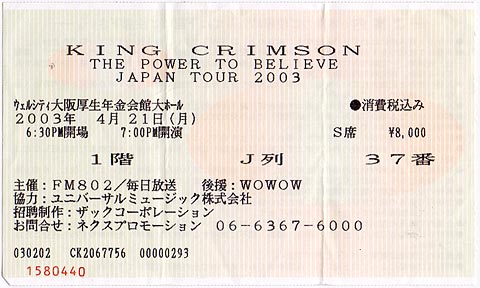 KING CRIMSON
THE POWER TO BELIEVE
JAPAN TOUR 2003
ウェルシティ大阪厚生年金会館大ホール ●消費税込み
2003年 4月21日(月)
6:30PM開場 7:00PM開演 S席 ¥8,000
1階 J列 37番
主催:FM802/毎日放送 後援:WOWOW
協力:ユニバーサルミュージック株式会社
招聘制作:ザックコーポレーション
お問合せ:ネクスプロモーション 06-6367-6000
030202 CK2067756 00000293
1580440